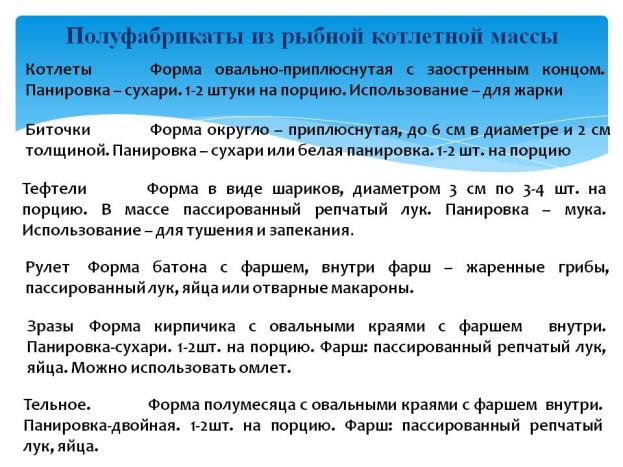 Полуфабрикаты из рыбной котлетной массы
Котлеты Форма овально-приплюснутая с заостренным концом.
Панировка – сухари. 1-2 штуки на порцию. Использование – для жарки
Биточки Форма округло – приплюснутая, до 6 см в диаметре и 2 см
толщиной. Панировка – сухари или белая панировка. 1-2 шт. на порцию
Тефтели Форма в виде шариков, диаметром 3 см по 3-4 шт. на
порцию. В массе пассированный репчатый лук. Панировка – мука.
Использование – для тушения и запекания.
Рулет Форма батона с фаршем, внутри фарш – жаренные грибы,
пассированный лук, яйца или отварные макароны.
Зразы Форма кирпичика с овальными краями с фаршем внутри.
Панировка-сухари. 1-2шт. на порцию. Фарш: пассированный репчатый лук,
яйца. Можно использовать омлет.
Тельное. Форма полумесяца с овальными краями с фаршем внутри.
Панировка-двойная. 1-2шт. на порцию. Фарш: пассированный репчатый
лук, яйца.